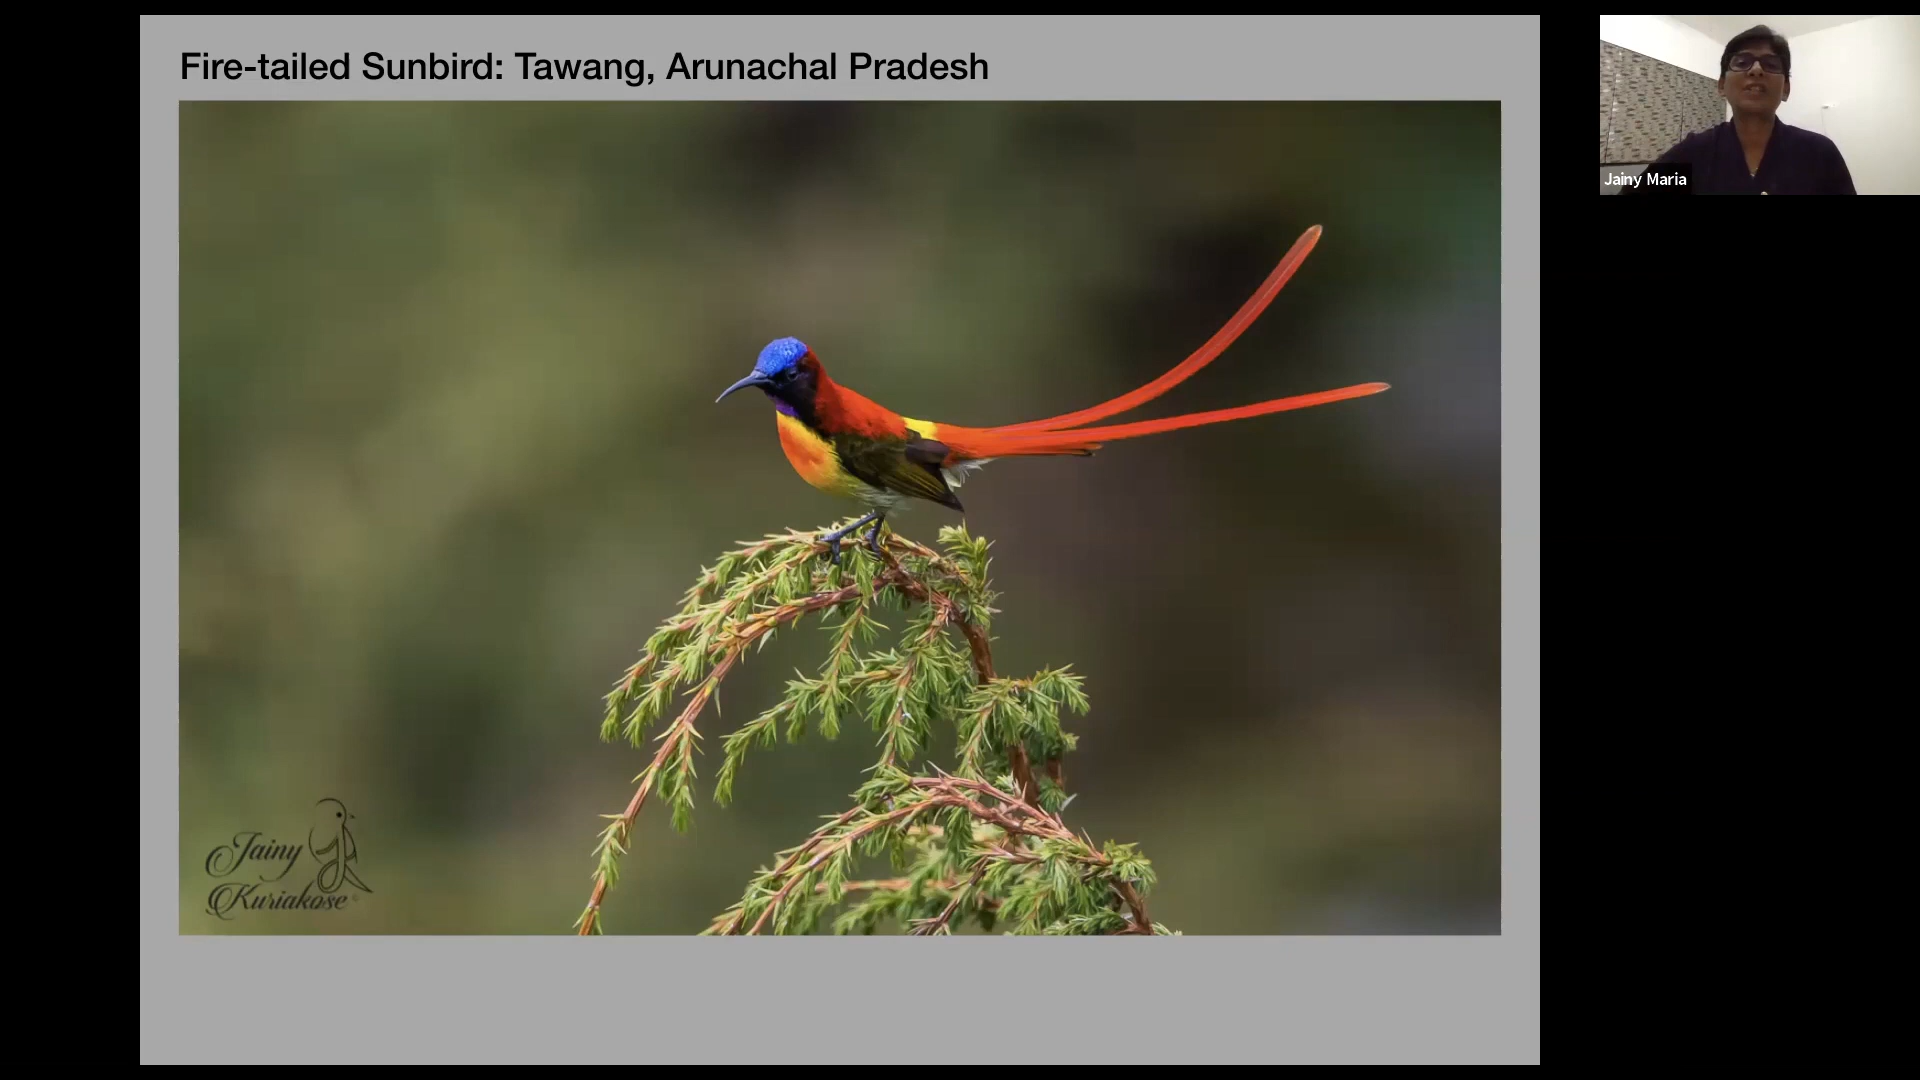 Fire-tailed Sunbird: Tawang, Arunachal Pradesh
Jainy Maria
Jainy
Kuriakose